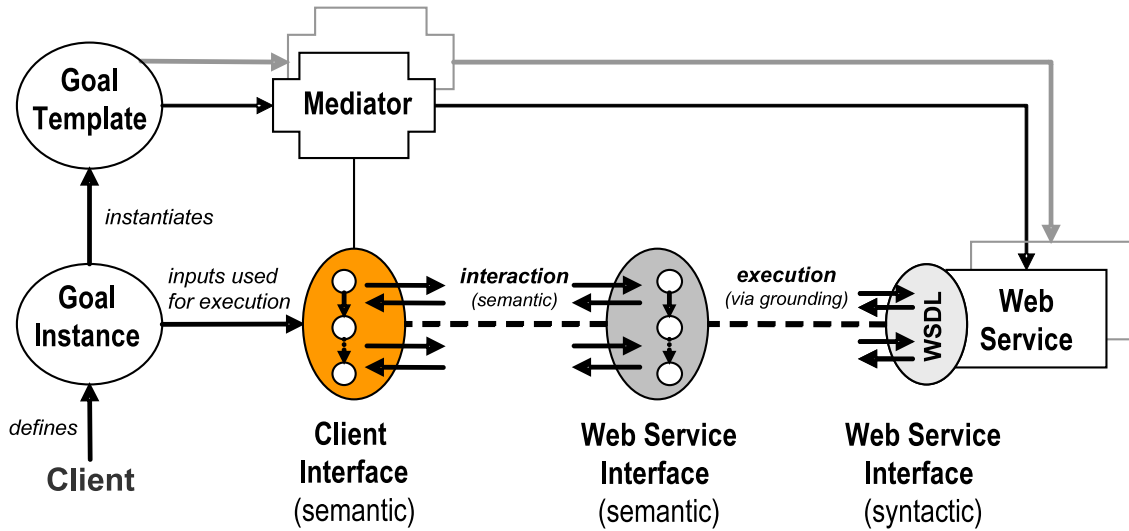 Goal
Template
Mediator
instantiates
Goal
Instance
inputs used
for execution
interaction
(semantic)
execution
(via grounding)
WSDL
Web
Service
defines
Client
Client
Interface
(semantic)
Web Service
Interface
(semantic)
Web Service
Interface
(syntactic)